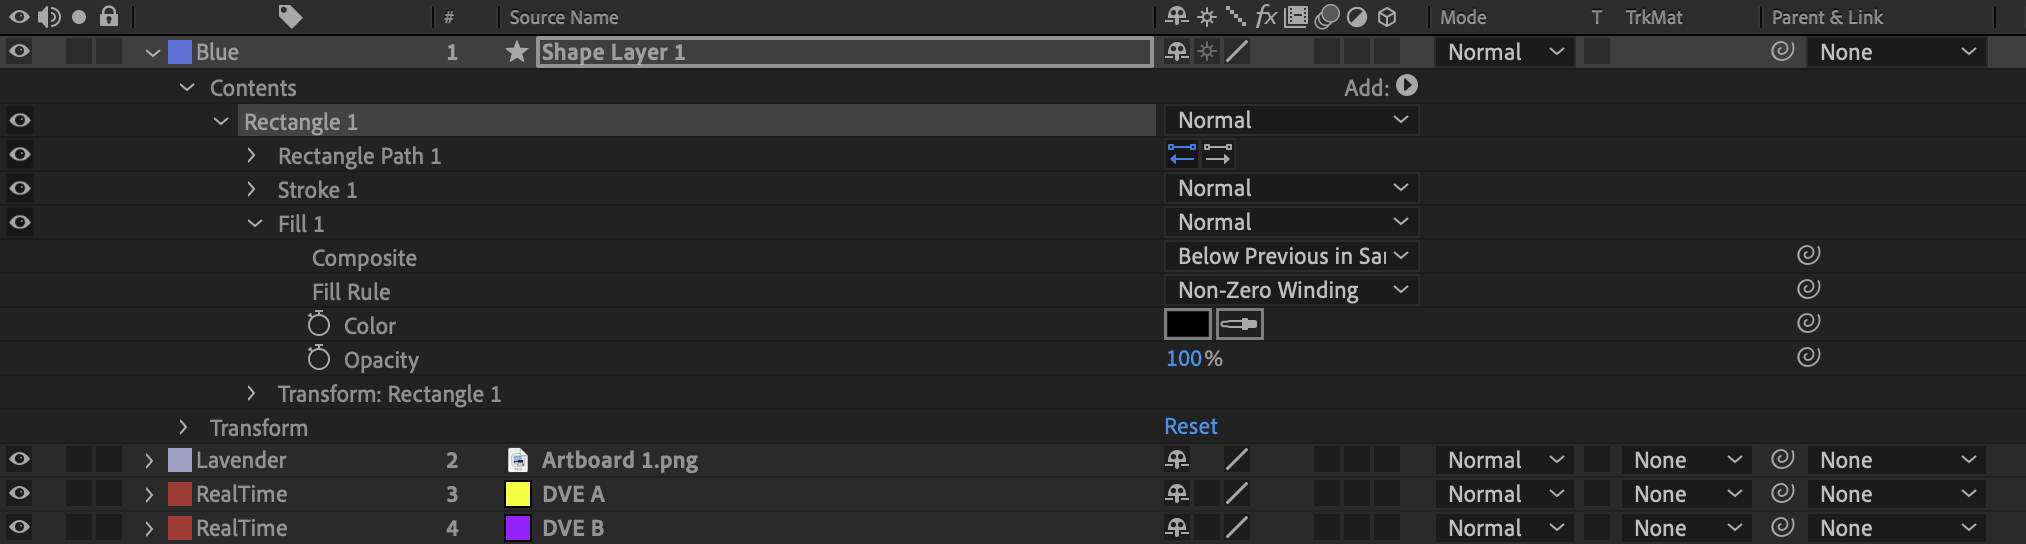 # Source Name fx Mode T TrkMat Parent & Link
Blue 1 Shape Layer 1 Normal None
Contents Add:
Rectangle 1 Normal
Rectangle Path 1
Stroke 1 Normal
Fill 1 Normal
Composite Below Previous in Sa
Fill Rule Non-Zero Winding
Color
Opacity 100%
Transform: Rectangle 1
Transform Reset
Lavender 2 Artboard 1.png Normal None None
RealTime 3 DVE A Normal None None
RealTime 4 DVE B Normal None None